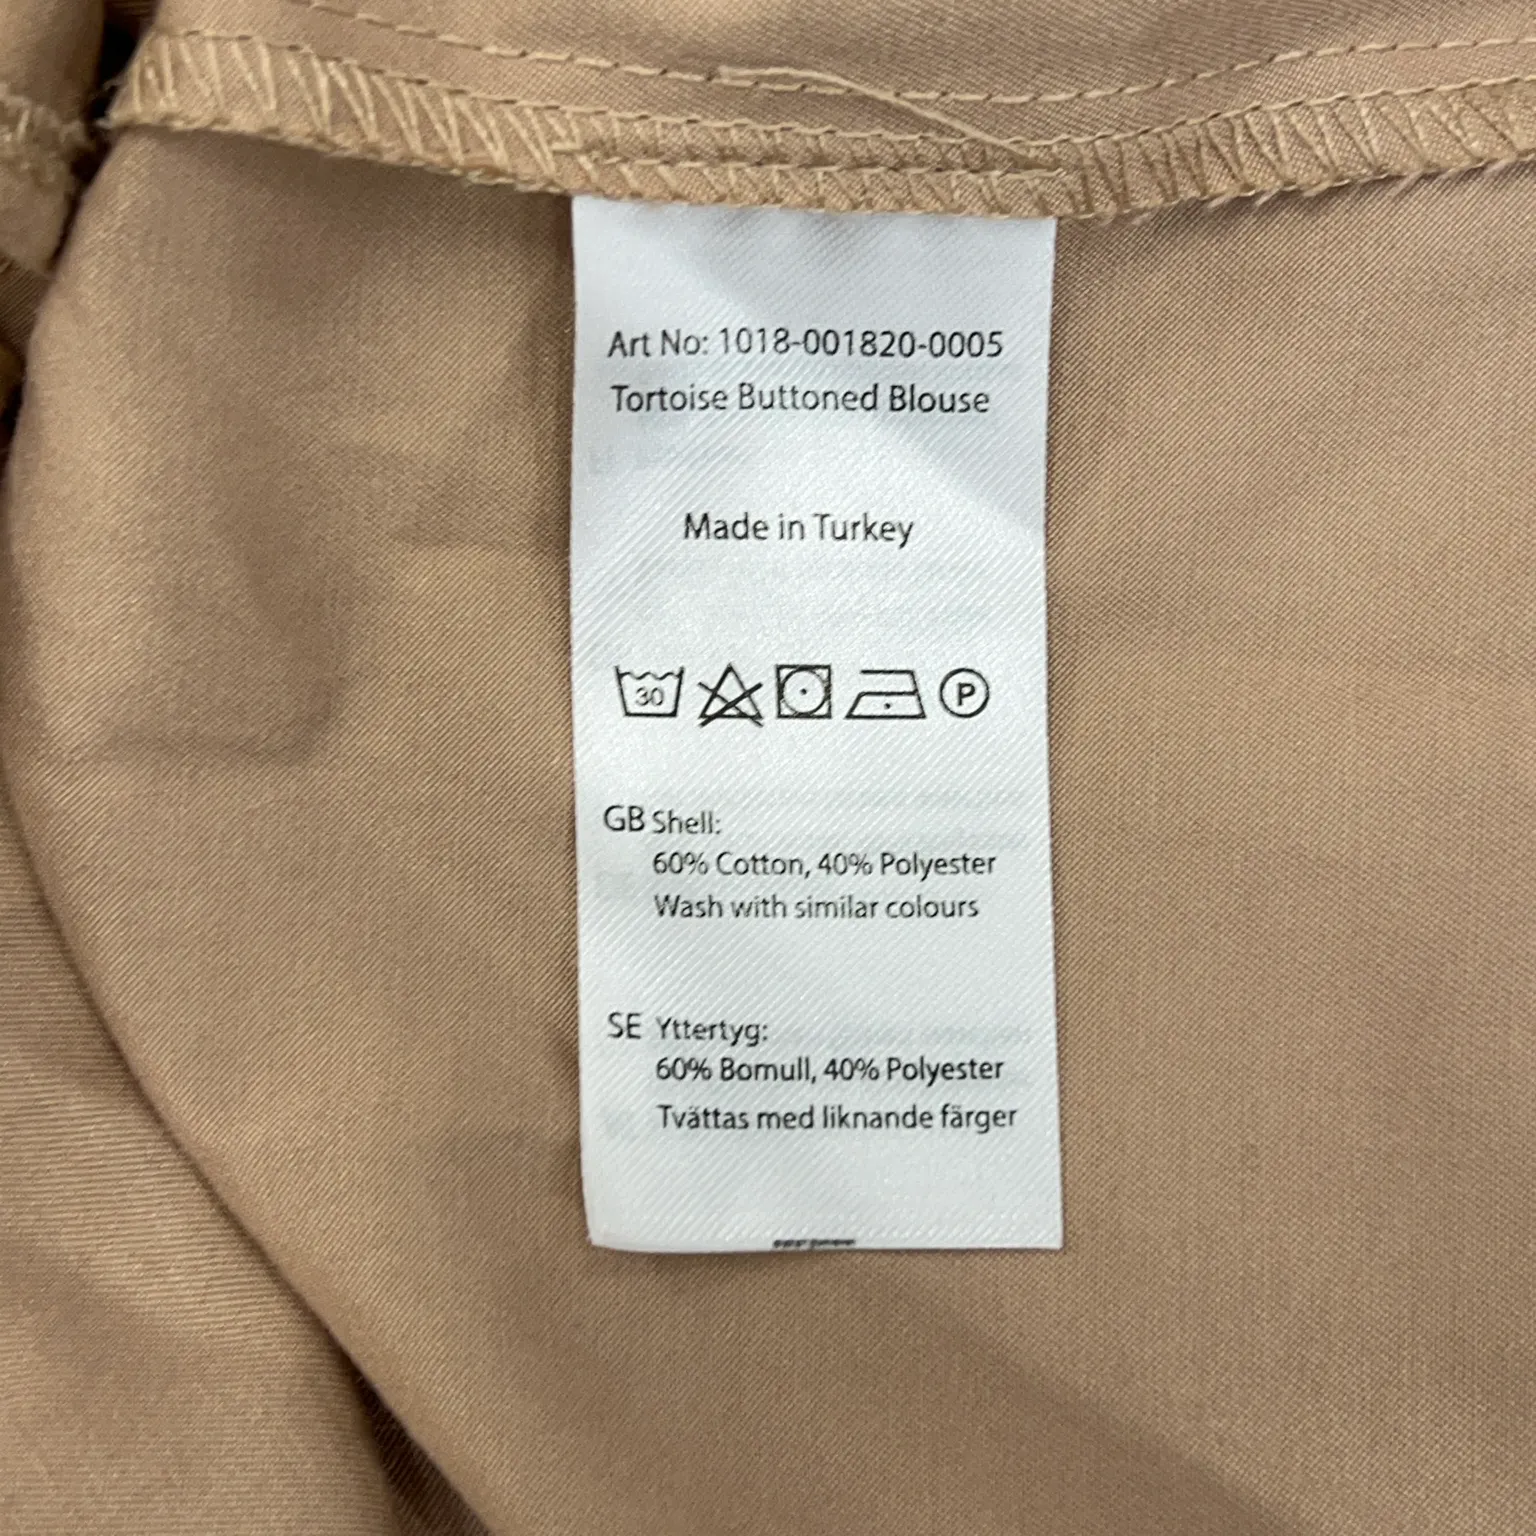 Art No: 1018-001820-0005
Tortoise Buttoned Blouse
Made in Turkey
30 P
GB Shell:
60% Cotton, 40% Polyester
Wash with similar colours
SE Yttertyg:
60% Bomull, 40% Polyester
Tvättas med liknande färger